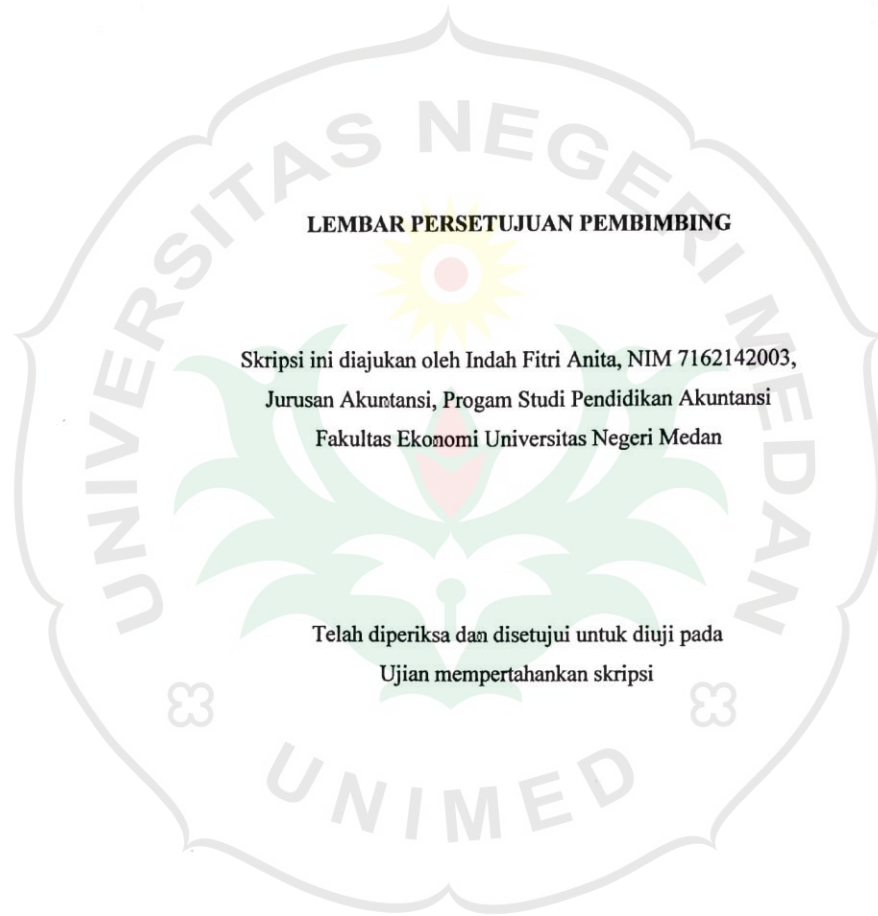 UNIVERSITAS NEGERI MEDAN
LEMBAR PERSETUJUAN PEMBIMBING
Skripsi ini diajukan oleh Indah Fitri Anita, NIM 7162142003,
Jurusan Akuntansi, Progam Studi Pendidikan Akuntansi
Fakultas Ekonomi Universitas Negeri Medan
Telah diperiksa dan disetujui untuk diuji pada
Ujian mempertahankan skripsi
UNIMED